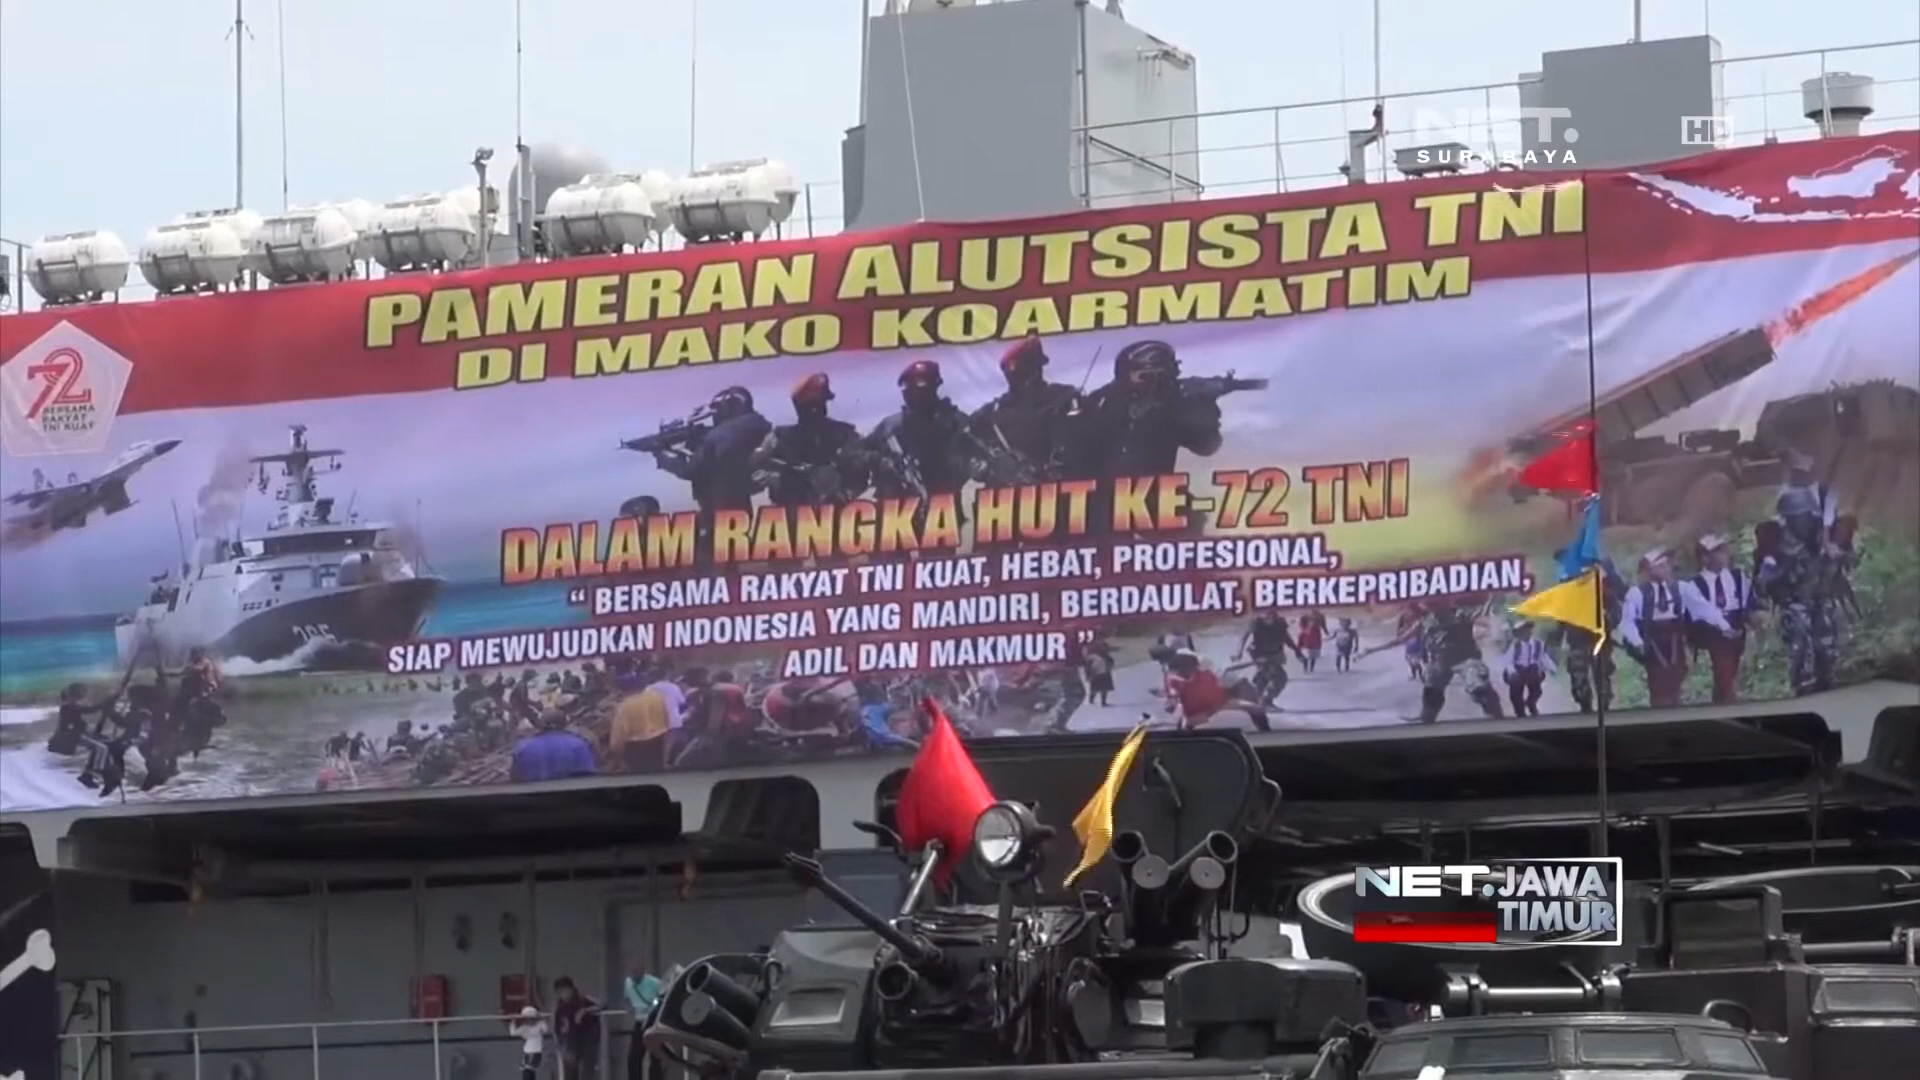 NET.
SURABAYA
HD
PAMERAN ALUTSISTA TNI
DI MAKO KOARMATIM
72
BERSAMA
RAKYAT
TNI KUAT
DALAM RANGKA HUT KE-72 TNI
“ BERSAMA RAKYAT TNI KUAT, HEBAT, PROFESIONAL,
SIAP MEWUJUDKAN INDONESIA YANG MANDIRI, BERDAULAT, BERKEPRIBADIAN,
ADIL DAN MAKMUR ”
NET. JAWA
TIMUR